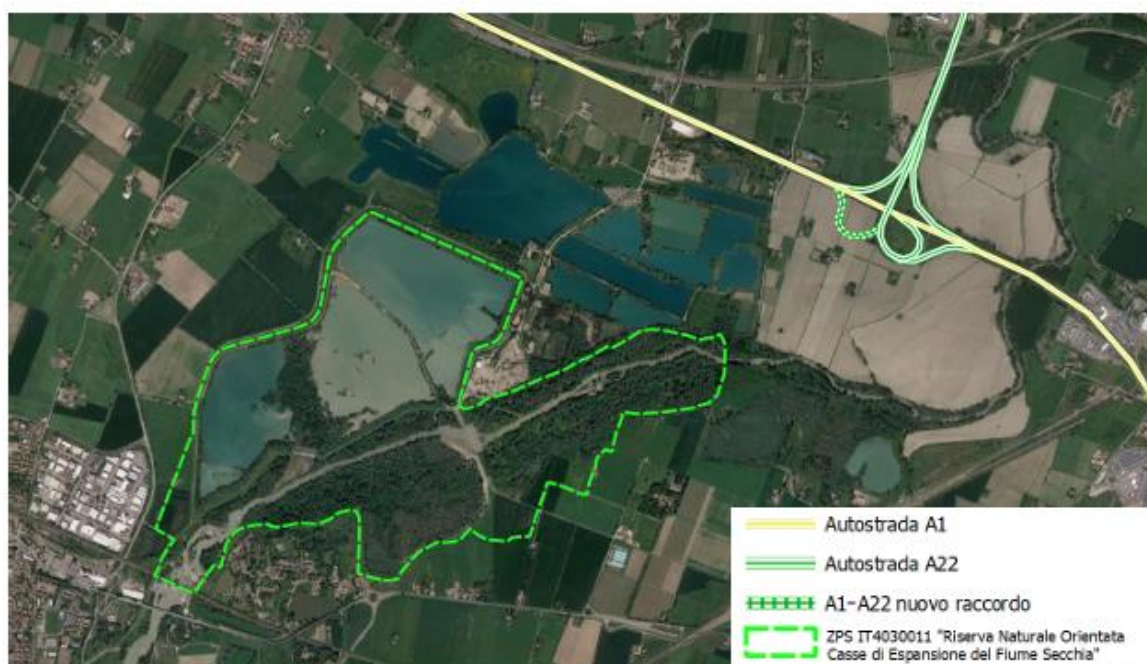 Autostrada A1
Autostrada A22
A1-A22 nuovo raccordo
ZPS IT4030011 "Riserva Naturale Orientata
Casse di Espansione del Fiume Secchia"